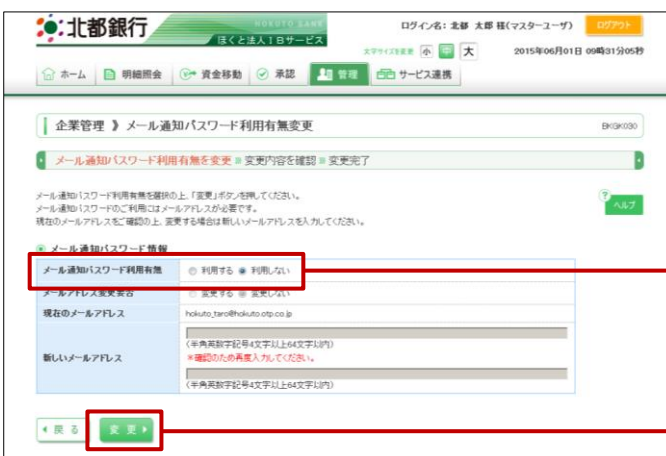 北都銀行
HOKUTO BANK
ほくと法人IBサービス
ログイン名：北都 太郎 様(マスターユーザ)
ログアウト
文字サイズを変更 小 中 大
2015年06月01日 09時31分05秒
ホーム 明細照会 資金移動 承認 管理 サービス連携
企業管理 》 メール通知パスワード利用有無変更
BKGK030
メール通知パスワード利用有無を変更 変更内容を確認 変更完了
メール通知パスワード利用有無を選択の上、「変更」ボタンを押してください。
メール通知パスワードのご利用にはメールアドレスが必要です。
現在のメールアドレスをご確認の上、変更する場合は新しいメールアドレスを入力してください。
ヘルプ
メール通知パスワード情報
メール通知パスワード利用有無 利用する 利用しない
メールアドレス変更要否 変更する 変更しない
現在のメールアドレス hokuto_taro@hokuto.otp.co.jp
新しいメールアドレス
(半角英数字記号4文字以上64文字以内)
※確認のため再度入力してください。
(半角英数字記号4文字以上64文字以内)
戻る 変更